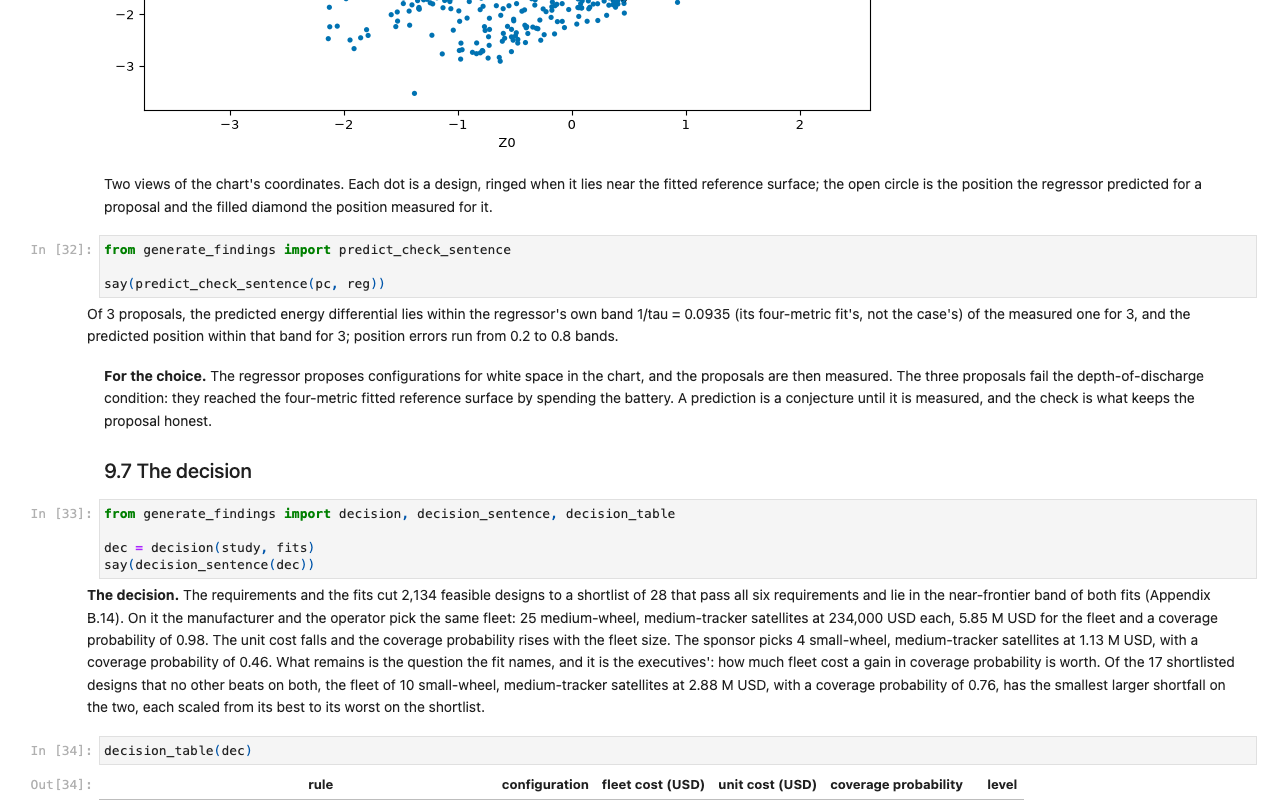 −2
−3
−3 −2 −1 0 1 2
Z0
Two views of the chart's coordinates. Each dot is a design, ringed when it lies near the fitted reference surface; the open circle is the position the regressor predicted for a
proposal and the filled diamond the position measured for it.
In [32]: from generate_findings import predict_check_sentence
say(predict_check_sentence(pc, reg))
Of 3 proposals, the predicted energy differential lies within the regressor's own band 1/tau = 0.0935 (its four-metric fit's, not the case's) of the measured one for 3, and the
predicted position within that band for 3; position errors run from 0.2 to 0.8 bands.
For the choice. The regressor proposes configurations for white space in the chart, and the proposals are then measured. The three proposals fail the depth-of-discharge
condition: they reached the four-metric fitted reference surface by spending the battery. A prediction is a conjecture until it is measured, and the check is what keeps the
proposal honest.
9.7 The decision
In [33]: from generate_findings import decision, decision_sentence, decision_table
dec = decision(study, fits)
say(decision_sentence(dec))
The decision. The requirements and the fits cut 2,134 feasible designs to a shortlist of 28 that pass all six requirements and lie in the near-frontier band of both fits (Appendix
B.14). On it the manufacturer and the operator pick the same fleet: 25 medium-wheel, medium-tracker satellites at 234,000 USD each, 5.85 M USD for the fleet and a coverage
probability of 0.98. The unit cost falls and the coverage probability rises with the fleet size. The sponsor picks 4 small-wheel, medium-tracker satellites at 1.13 M USD, with a
coverage probability of 0.46. What remains is the question the fit names, and it is the executives': how much fleet cost a gain in coverage probability is worth. Of the 17 shortlisted
designs that no other beats on both, the fleet of 10 small-wheel, medium-tracker satellites at 2.88 M USD, with a coverage probability of 0.76, has the smallest larger shortfall on
the two, each scaled from its best to its worst on the shortlist.
In [34]: decision_table(dec)
Out[34]: rule configuration fleet cost (USD) unit cost (USD) coverage probability level